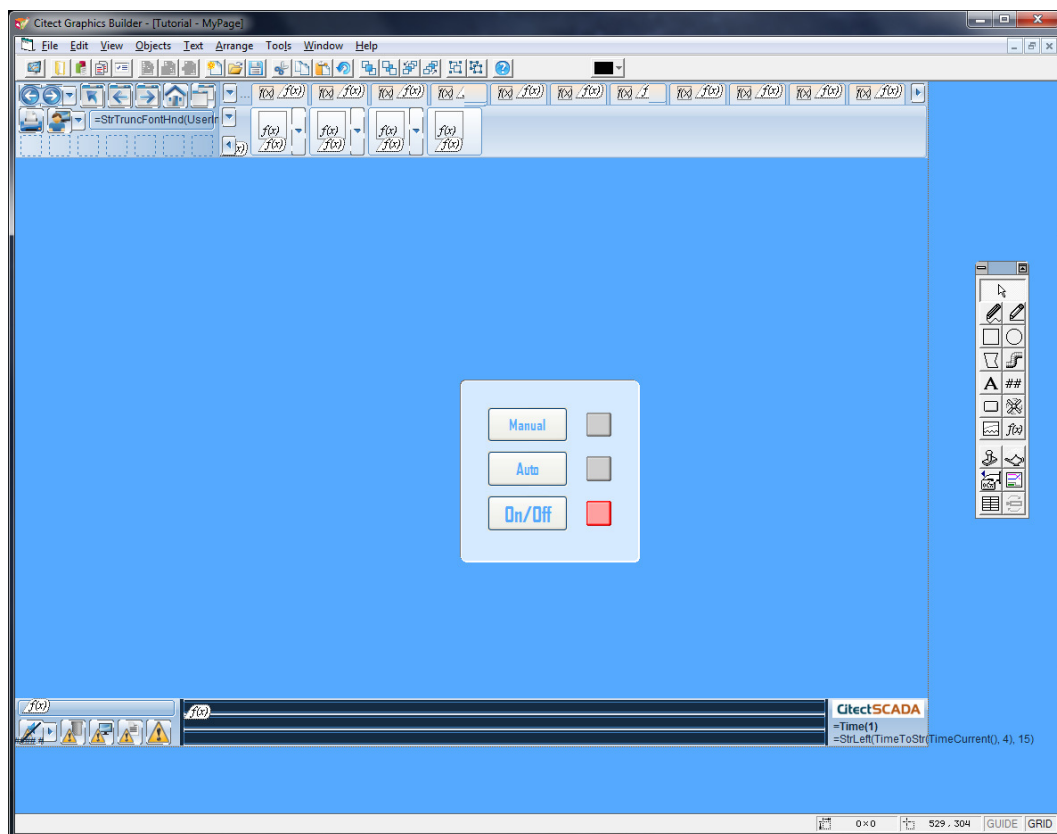 Citect Graphics Builder - [Tutorial - MyPage]
File Edit View Objects Text Arrange Tools Window Help
f(x) f(x) f(x) f(x) f(x) f(x) f(x) f(x) f(x) f(x) f(x) f(x) f(x) f(x) f(x) f(x) f(x) f(x) f(x)
=StrTruncFontHnd(UserIn
f(x) f(x) f(x) f(x)
x) f(x) f(x) f(x) f(x)
A ##
f(x)
Manual
Auto
On/Off
f(x)
f(x)
CitectSCADA
=Time(1)
=StrLeft(TimeToStr(TimeCurrent(), 4), 15)
0×0 529, 304 GUIDE GRID